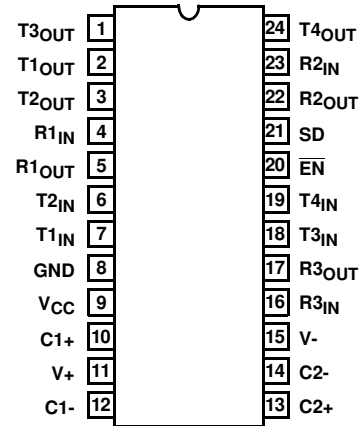 T3OUT 1 24 T4OUT
T1OUT 2 23 R2IN
T2OUT 3 22 R2OUT
R1IN 4 21 SD
R1OUT 5 20 E̅N̅
T2IN 6 19 T4IN
T1IN 7 18 T3IN
GND 8 17 R3OUT
VCC 9 16 R3IN
C1+ 10 15 V-
V+ 11 14 C2-
C1- 12 13 C2+